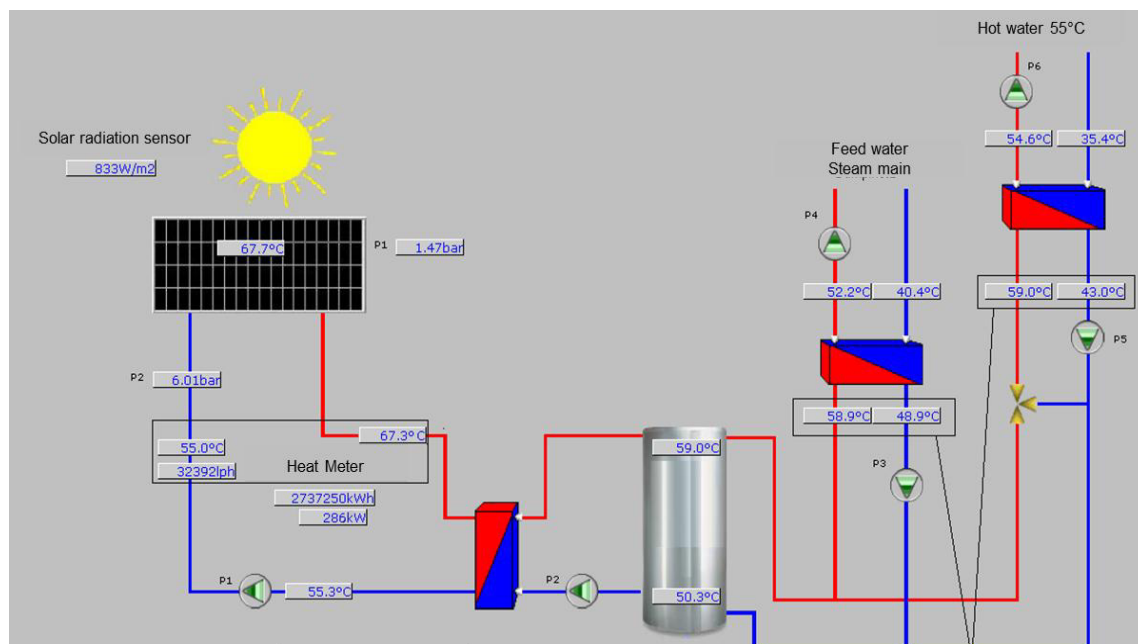 Hot water 55°C
P6
54.6°C
35.4°C
Solar radiation sensor
833W/m2
Feed water
Steam main
P4
67.7°C
P1
1.47bar
52.2°C
40.4°C
59.0°C
43.0°C
P5
P2
6.01bar
58.9°C
48.9°C
55.0°C
67.3°C
32392lph
Heat Meter
59.0°C
P3
2737250kWh
286kW
P1
55.3°C
P2
50.3°C